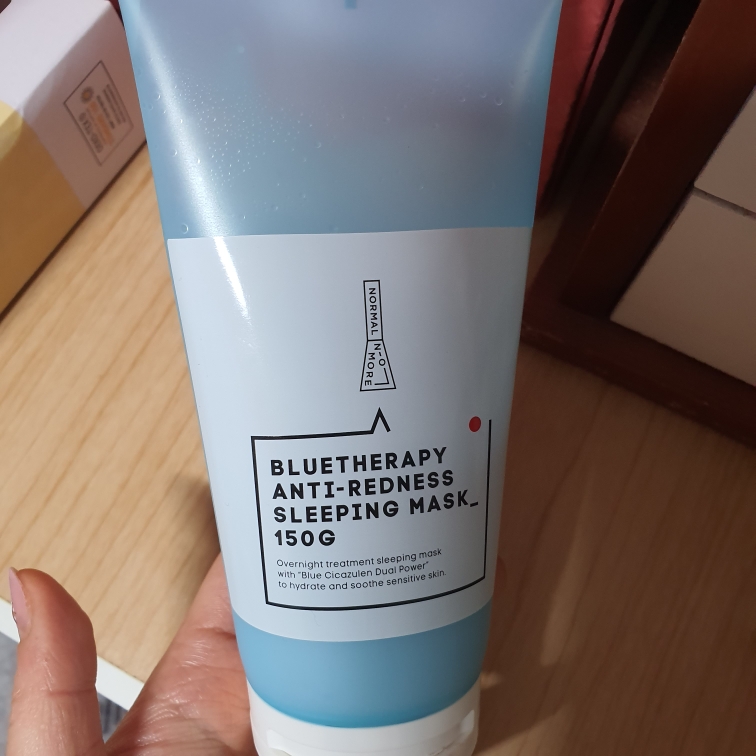 NORMAL
NO
MORE
BLUETHERAPY
ANTI-REDNESS
SLEEPING MASK_
150G
Overnight treatment sleeping mask
with "Blue Cicazulen Dual Power"
to hydrate and soothe sensitive skin.